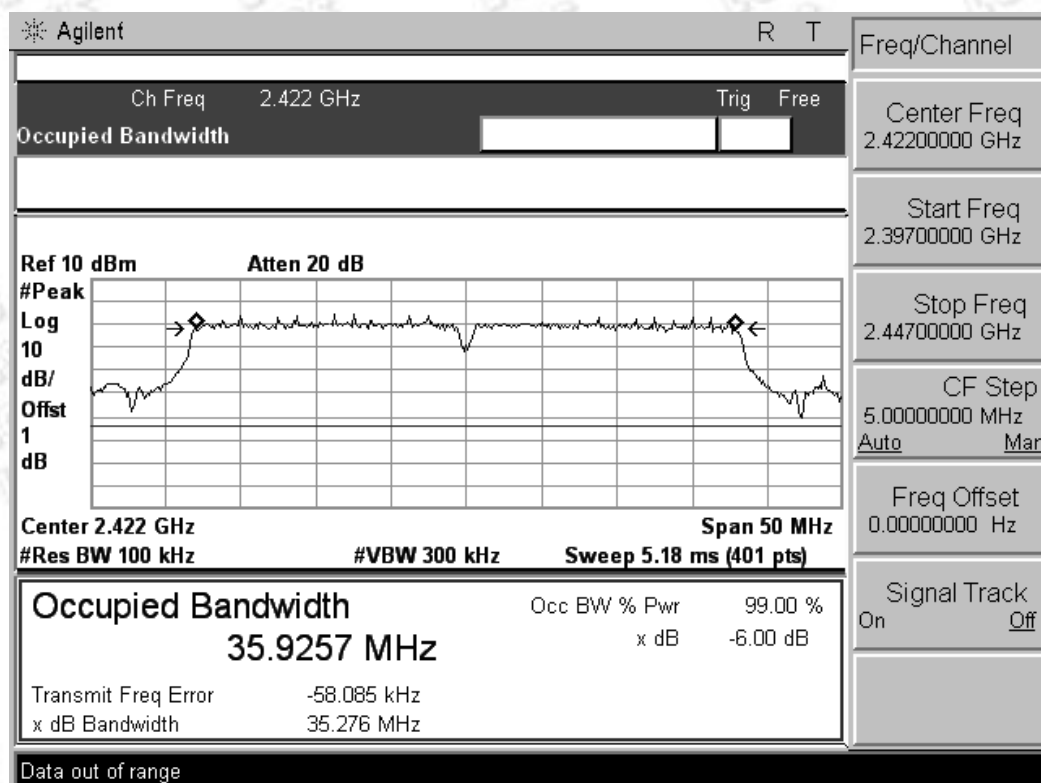 Agilent R T
Freq/Channel
Ch Freq 2.422 GHz Trig Free
Occupied Bandwidth
Center Freq
2.42200000 GHz
Start Freq
2.39700000 GHz
Stop Freq
2.44700000 GHz
CF Step
5.00000000 MHz
Auto Man
Freq Offset
0.00000000 Hz
Signal Track
On Off
Ref 10 dBm Atten 20 dB
#Peak
Log
10
dB/
Offst
1
dB
Center 2.422 GHz Span 50 MHz
#Res BW 100 kHz #VBW 300 kHz Sweep 5.18 ms (401 pts)
Occupied Bandwidth Occ BW % Pwr 99.00 %
35.9257 MHz x dB -6.00 dB
Transmit Freq Error -58.085 kHz
x dB Bandwidth 35.276 MHz
Data out of range